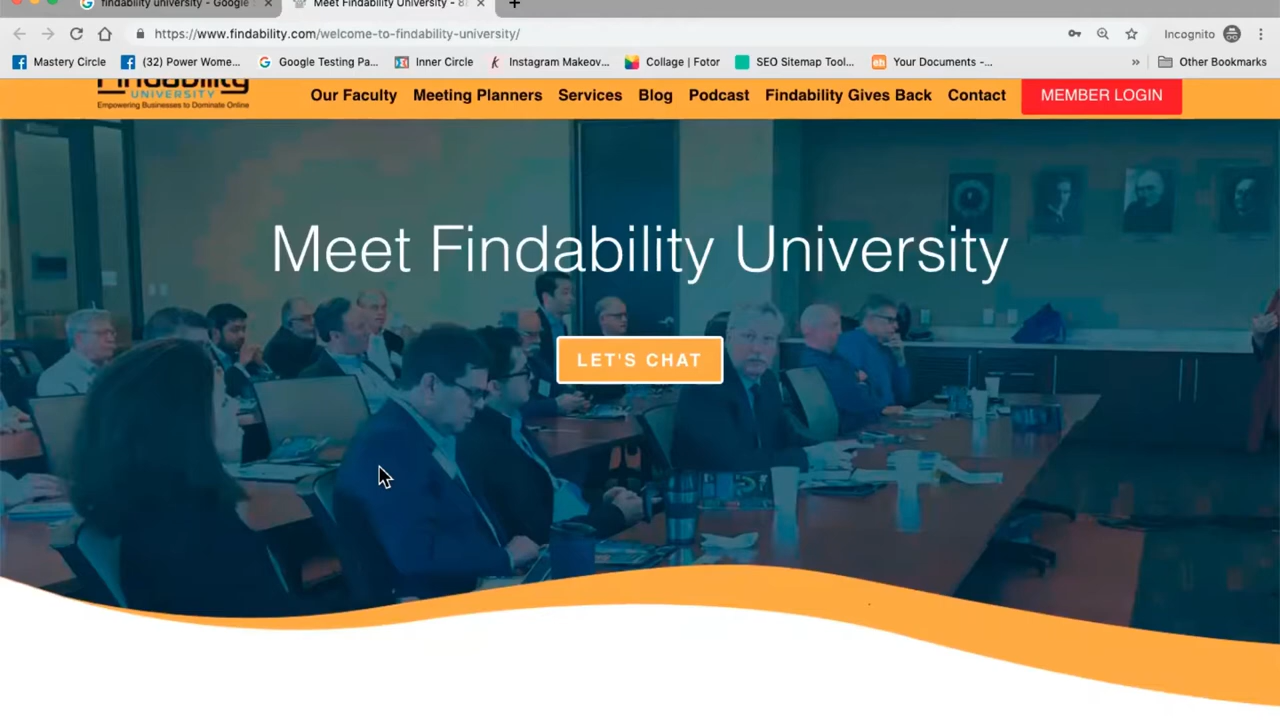 findability university - Google
Meet Findability University - 8
https://www.findability.com/welcome-to-findability-university/
Incognito
Mastery Circle
(32) Power Wome...
Google Testing Pa...
Inner Circle
Instagram Makeov...
Collage | Fotor
SEO Sitemap Tool...
Your Documents -...
»
Other Bookmarks
Findability
UNIVERSITY
Empowering Businesses to Dominate Online
Our Faculty
Meeting Planners
Services
Blog
Podcast
Findability Gives Back
Contact
MEMBER LOGIN
Meet Findability University
LET'S CHAT